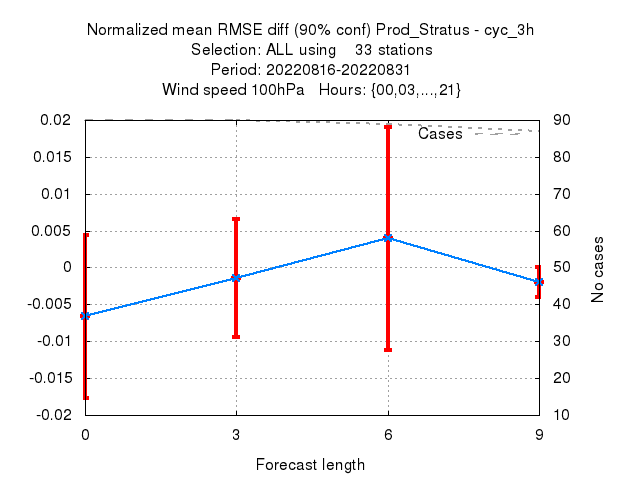 Normalized mean RMSE diff (90% conf) Prod_Stratus - cyc_3h
Selection: ALL using 33 stations
Period: 20220816-20220831
Wind speed 100hPa Hours: {00,03,...,21}
0.02
0.015
0.01
0.005
0
-0.005
-0.01
-0.015
-0.02
Cases
90
80
70
60
50
40
30
20
10
No cases
0 3 6 9
Forecast length